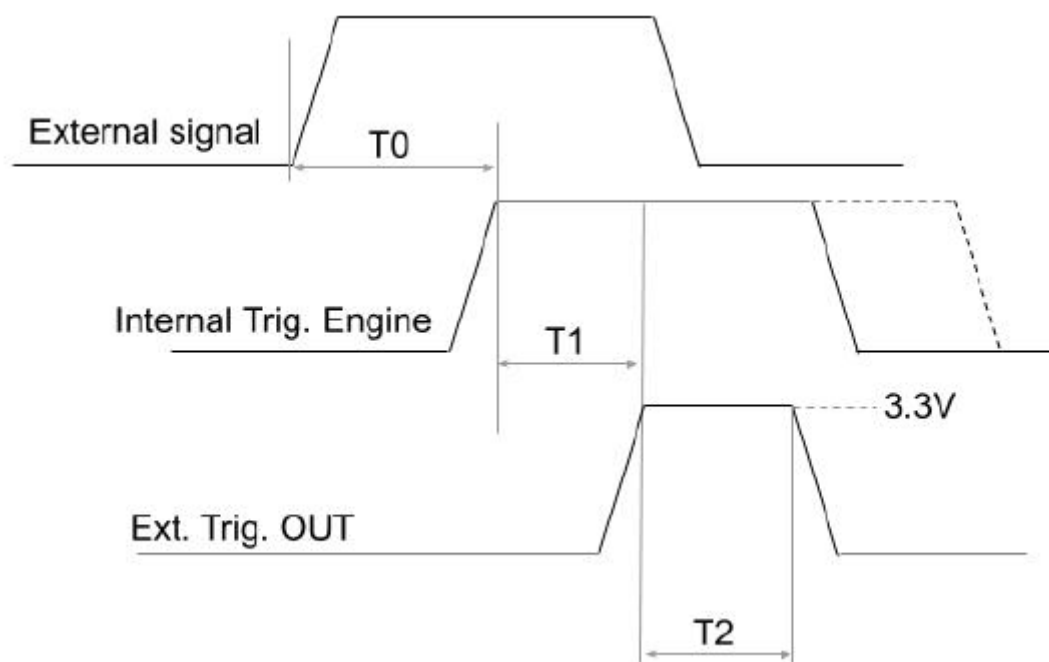 External signal
T0
Internal Trig. Engine
T1
3.3V
Ext. Trig. OUT
T2